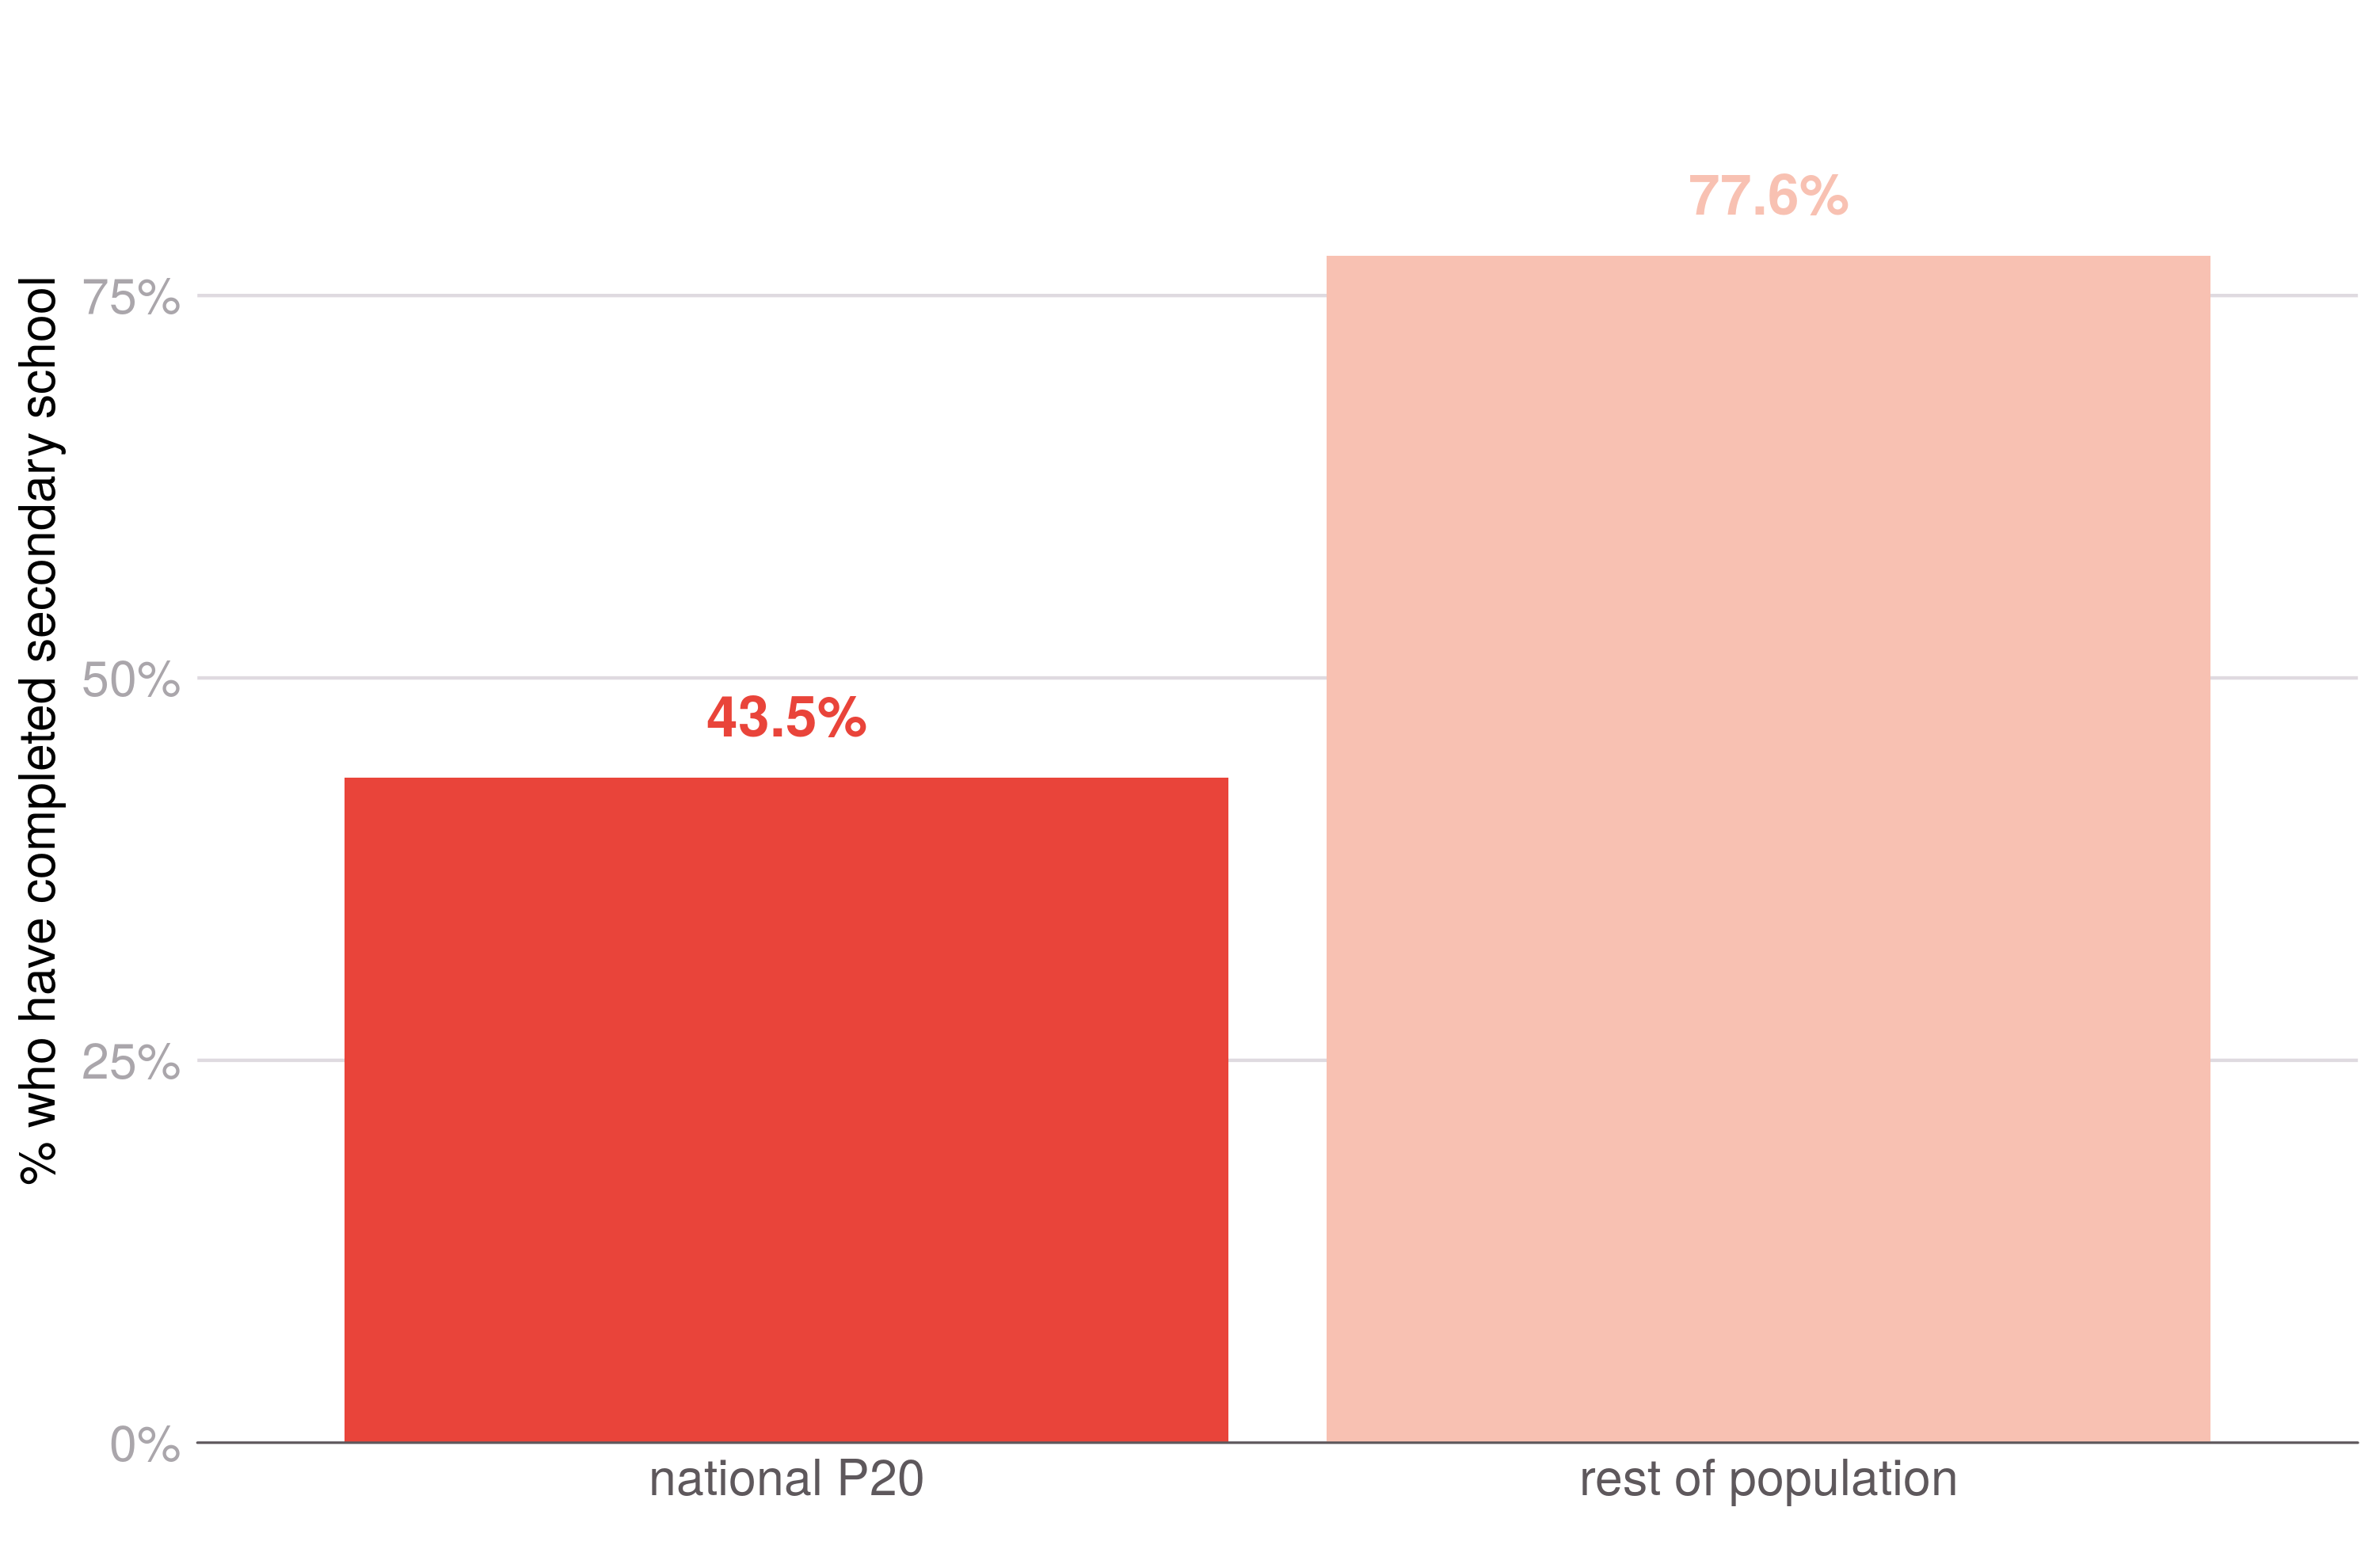 % who have completed secondary school
75%
50%
25%
0%
77.6%
43.5%
national P20
rest of population